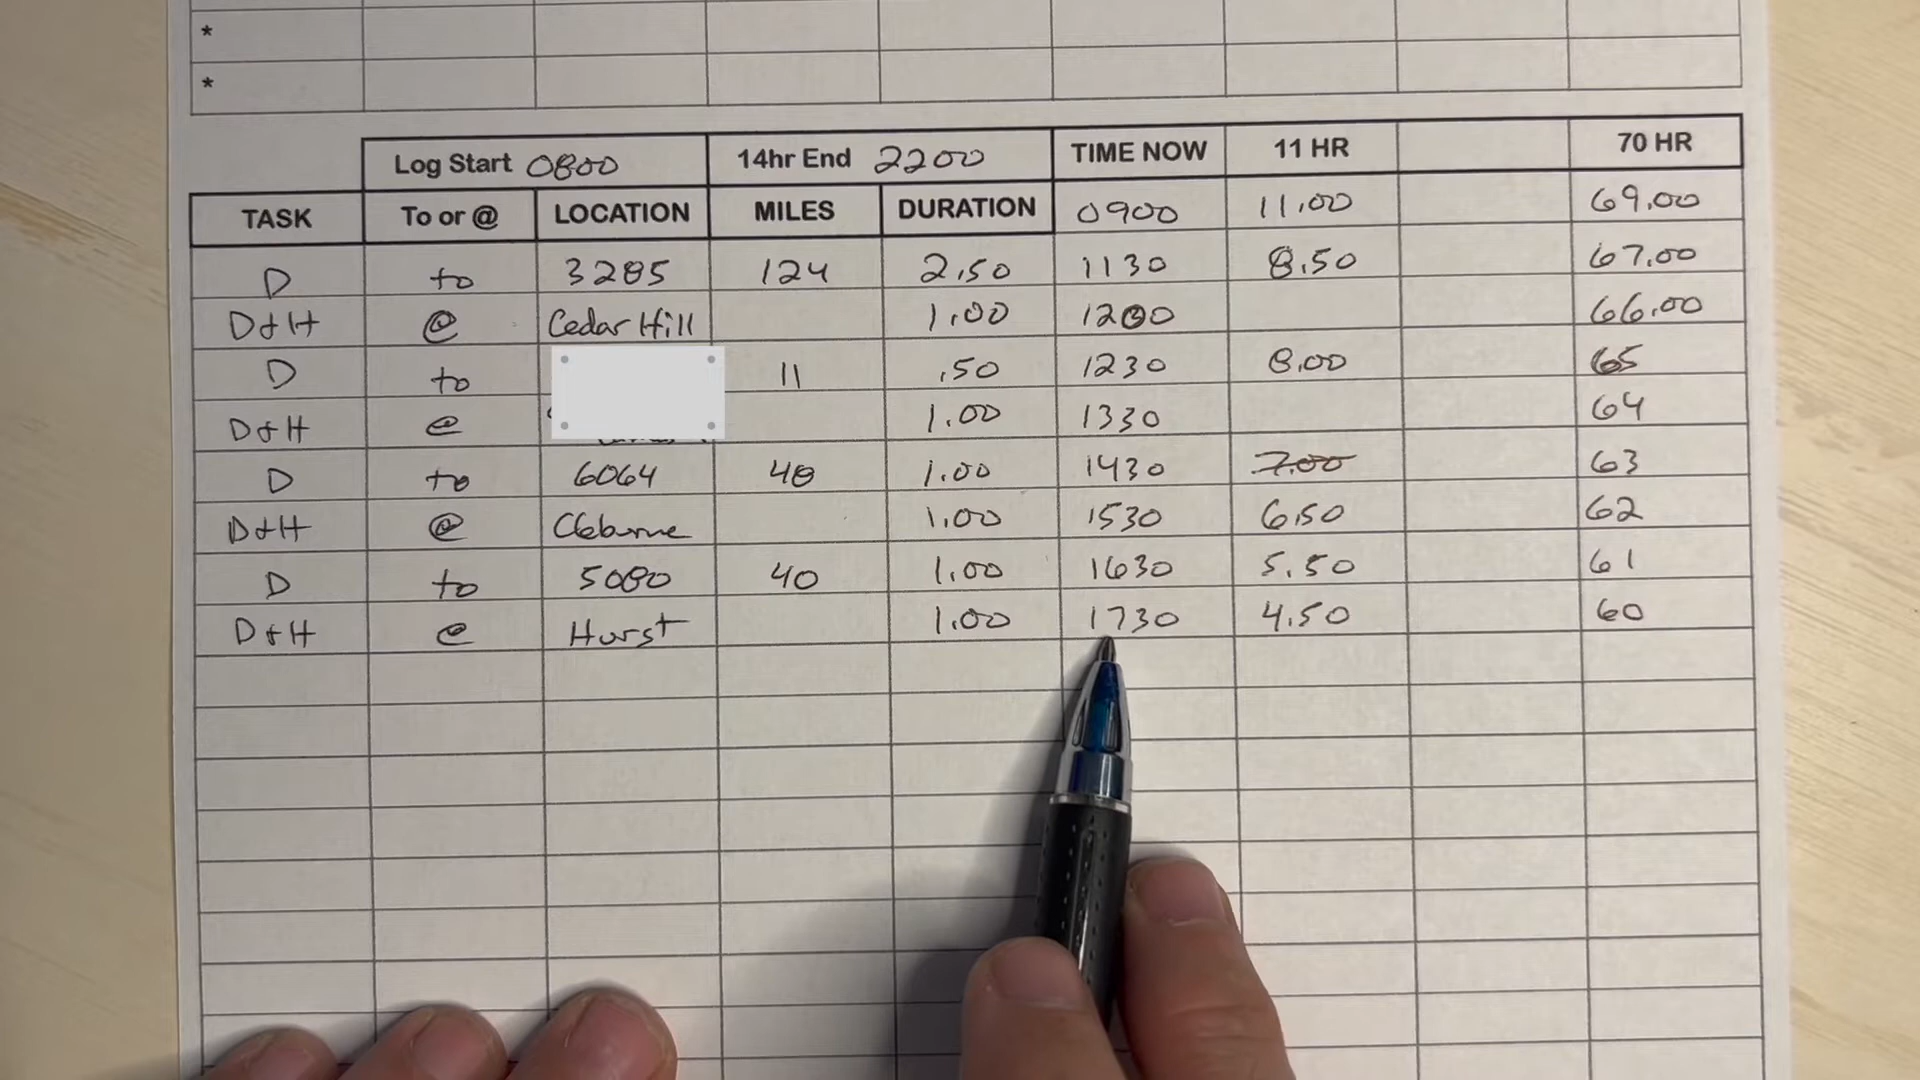 *
*
Log Start 0800 14hr End 2200 TIME NOW 11 HR 70 HR
TASK To or @ LOCATION MILES DURATION 0900 11.00 69.00
D to 3285 124 2.50 1130 8.50 67.00
D+H @ Cedar Hill 1.00 1200 66.00
D to 11 .50 1230 8.00 65
D+H @ 1.00 1330 64
D to 6064 48 1.00 1430 7.00 63
D+H @ Cleburne 1.00 1530 6.50 62
D to 5080 40 1.00 1630 5.50 61
D+H @ Hurst 1.00 1730 4.50 60